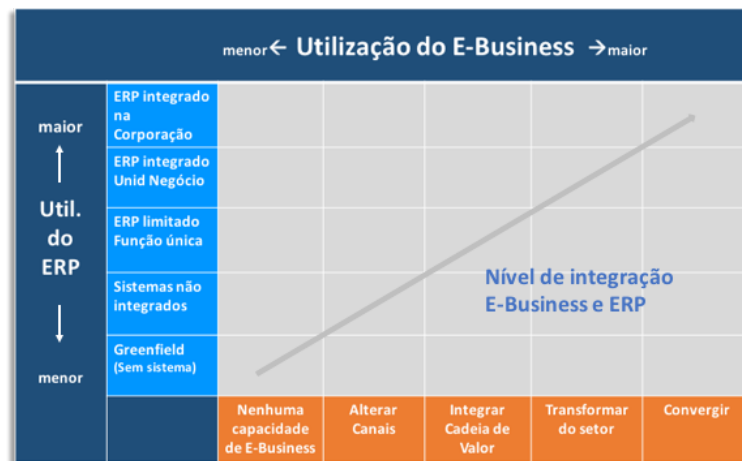 menor← Utilização do E-Business →maior
maior
Util.
do
ERP
menor
ERP integrado
na
Corporação
ERP integrado
Unid Negócio
ERP limitado
Função única
Sistemas não
integrados
Greenfield
(Sem sistema)
Nível de integração
E-Business e ERP
Nenhuma
capacidade
de E-Business
Alterar
Canais
Integrar
Cadeia de
Valor
Transformar
do setor
Convergir